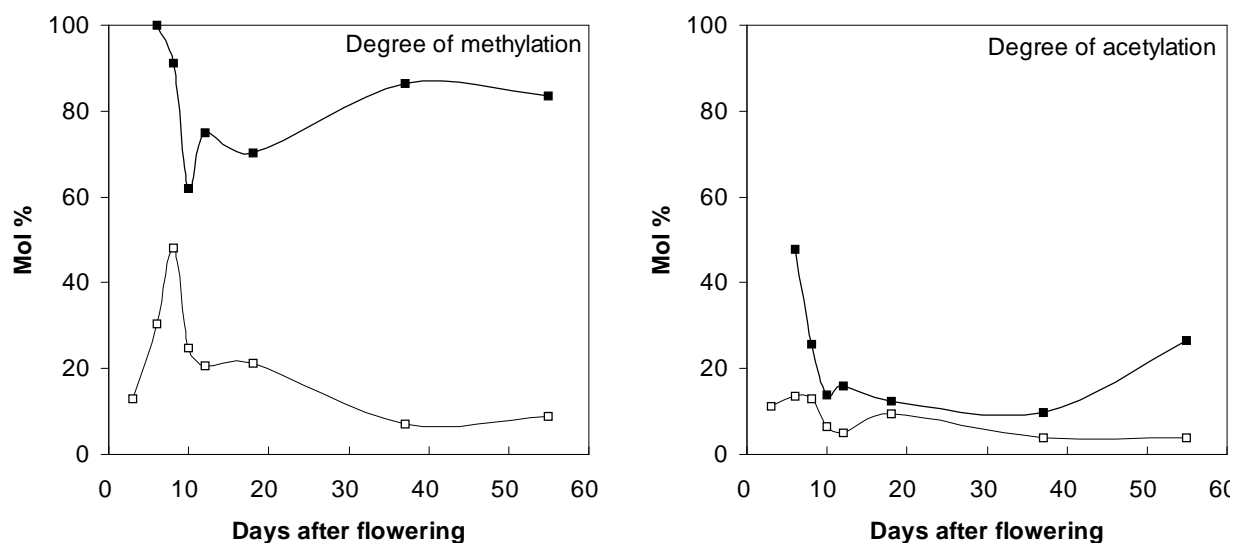 Degree of methylation
100
80
60
40
20
0
Mol %
0 10 20 30 40 50 60
Days after flowering
Degree of acetylation
100
80
60
40
20
0
Mol %
0 10 20 30 40 50 60
Days after flowering